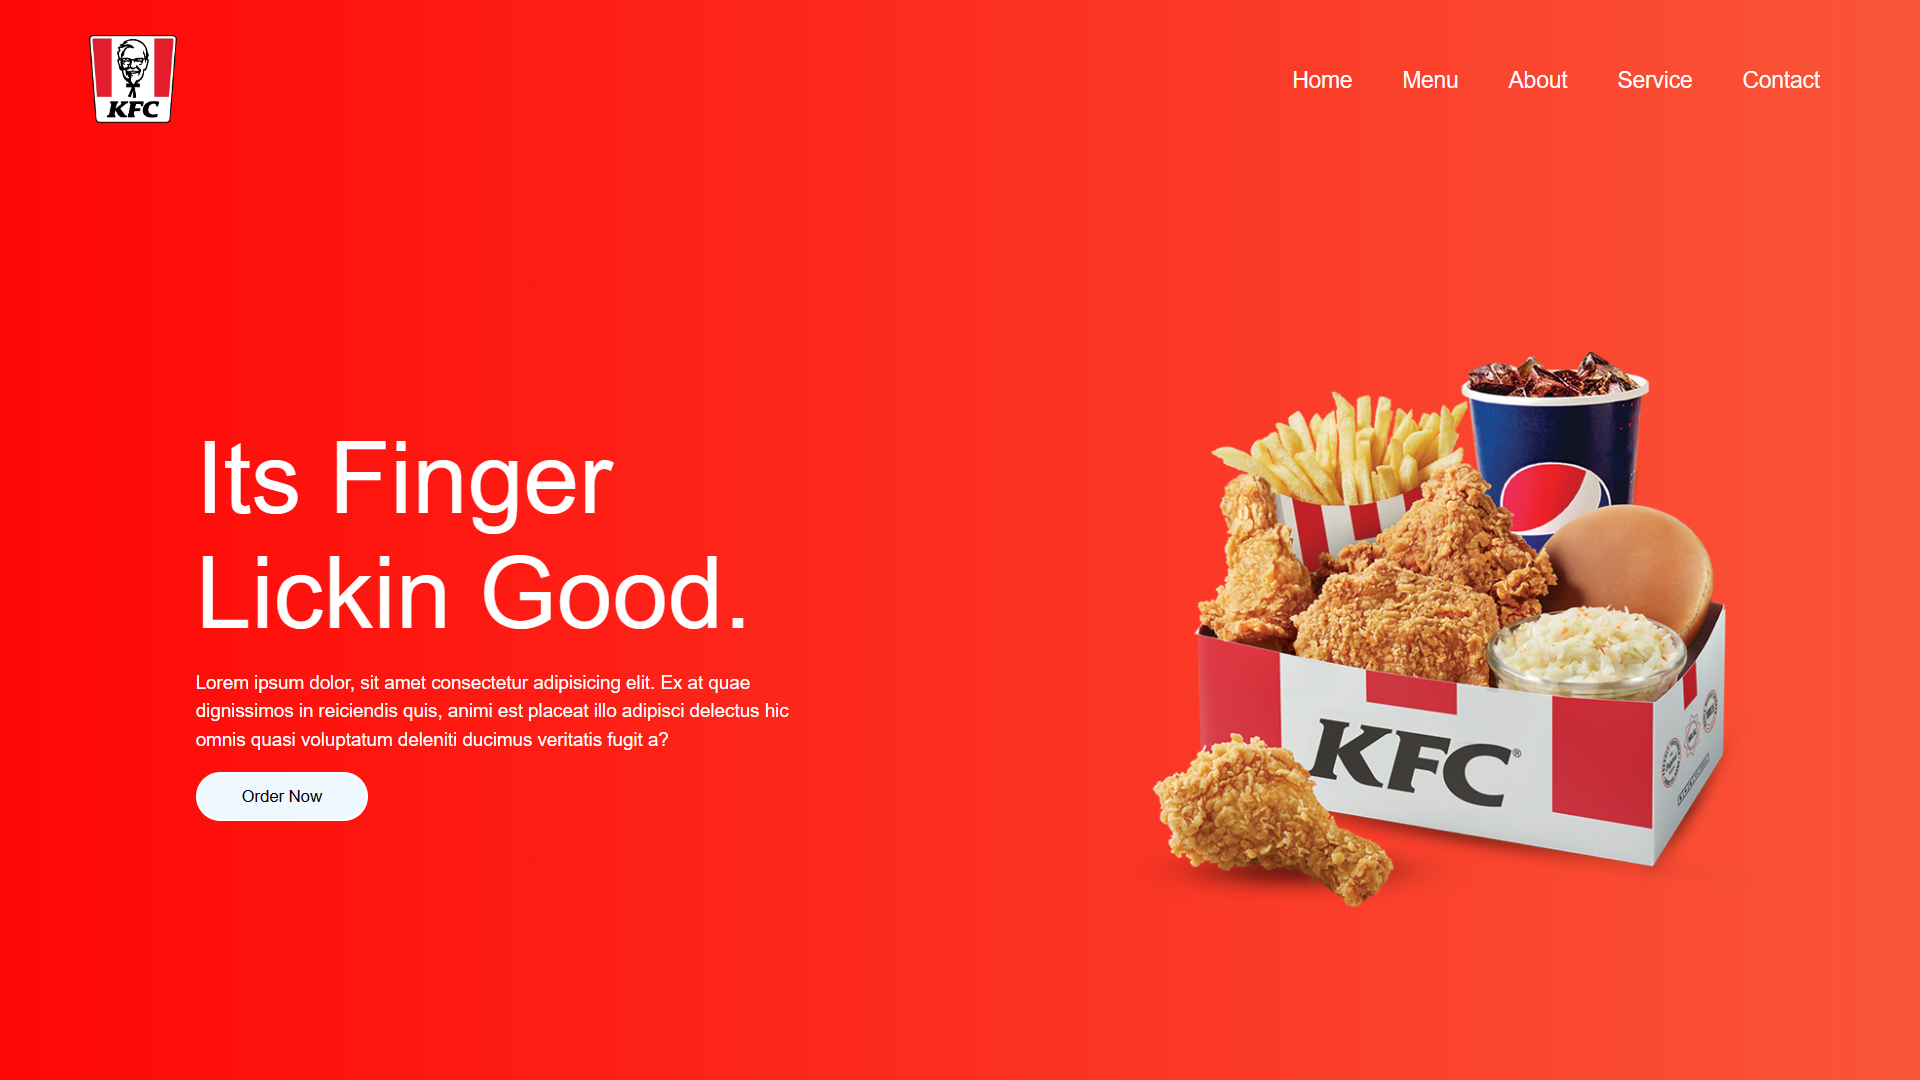 KFC
Home
Menu
About
Service
Contact
Its Finger
Lickin Good.
Lorem ipsum dolor, sit amet consectetur adipisicing elit. Ex at quae
dignissimos in reiciendis quis, animi est placeat illo adipisci delectus hic
omnis quasi voluptatum deleniti ducimus veritatis fugit a?
Order Now
KFC®